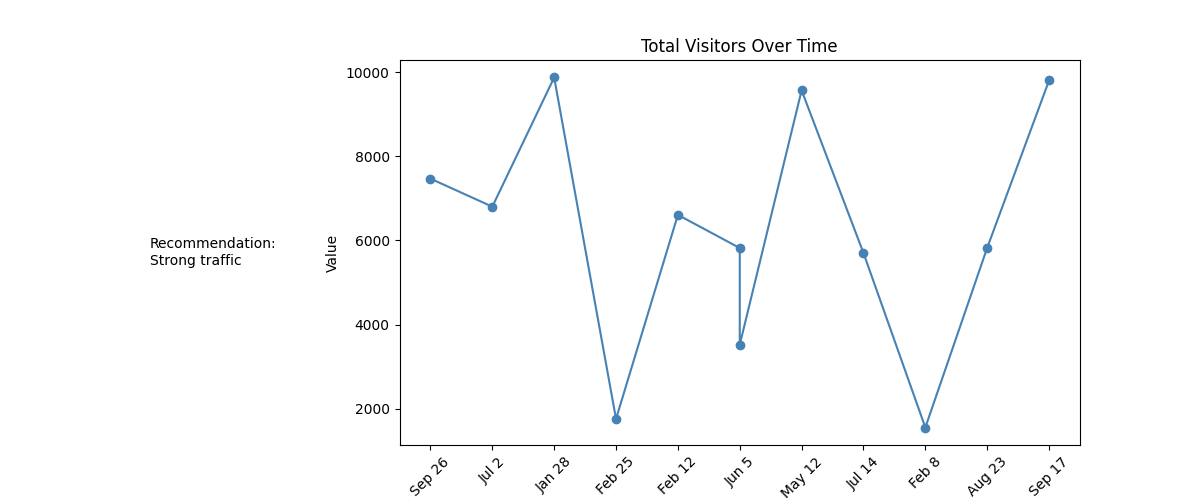 Total Visitors Over Time
10000
8000
6000
4000
2000
Value
Recommendation:
Strong traffic
Sep 26
Jul 2
Jan 28
Feb 25
Feb 12
Jun 5
May 12
Jul 14
Feb 8
Aug 23
Sep 17